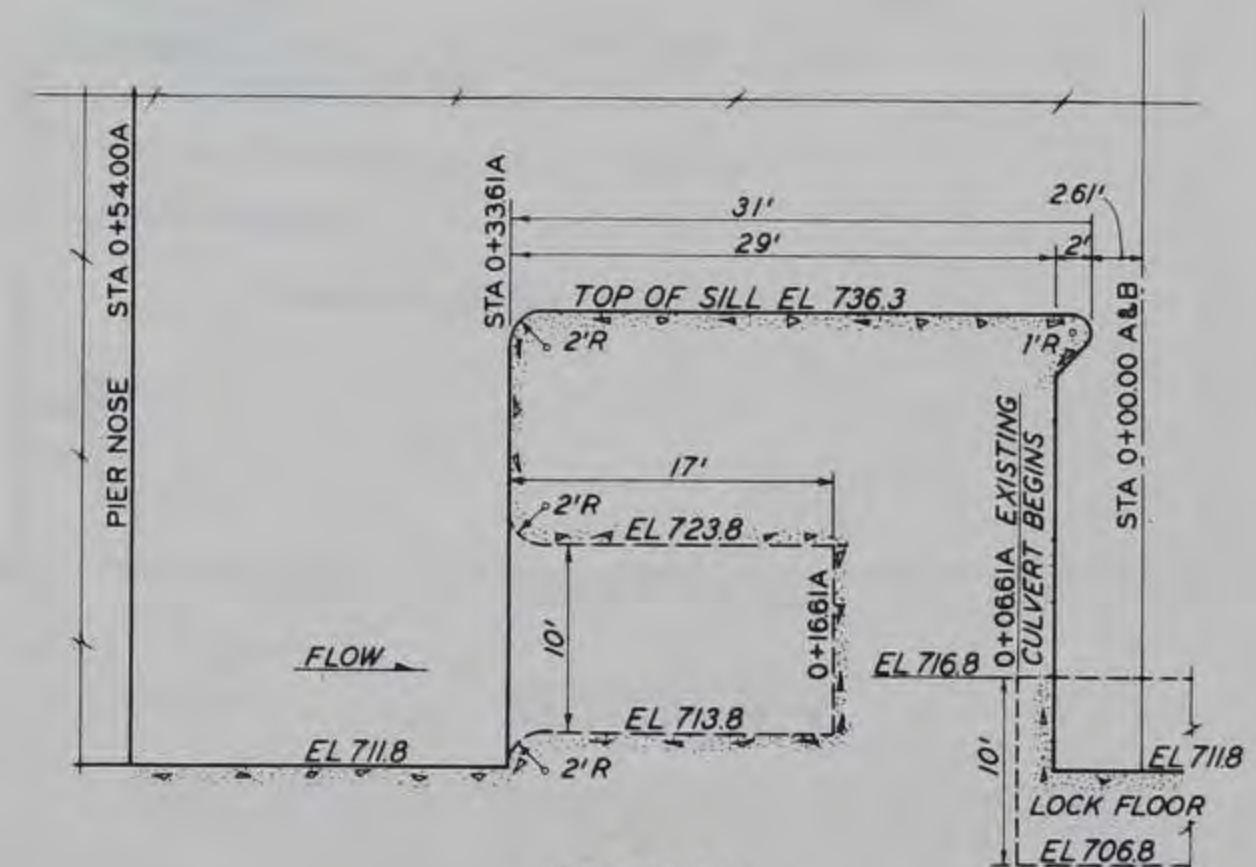 PIER NOSE STA 0+54.00A
STA 0+33.61A
31'
2.61'
29'
2'
TOP OF SILL EL 736.3
2'R
1'R
STA 0+00.00 A&B
17'
2'R
EL 723.8
10'
0+16.61A
0+06.61A EXISTING
CULVERT BEGINS
FLOW
EL 716.8
EL 713.8
EL 711.8
2'R
10'
EL 711.8
LOCK FLOOR
EL 706.8